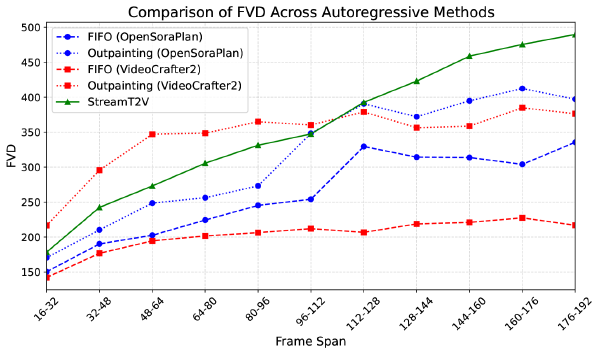 Comparison of FVD Across Autoregressive Methods
500
450
400
350
300
250
200
150
FVD
FIFO (OpenSoraPlan)
Outpainting (OpenSoraPlan)
FIFO (VideoCrafter2)
Outpainting (VideoCrafter2)
StreamT2V
16-32
32-48
48-64
64-80
80-96
96-112
112-128
128-144
144-160
160-176
176-192
Frame Span